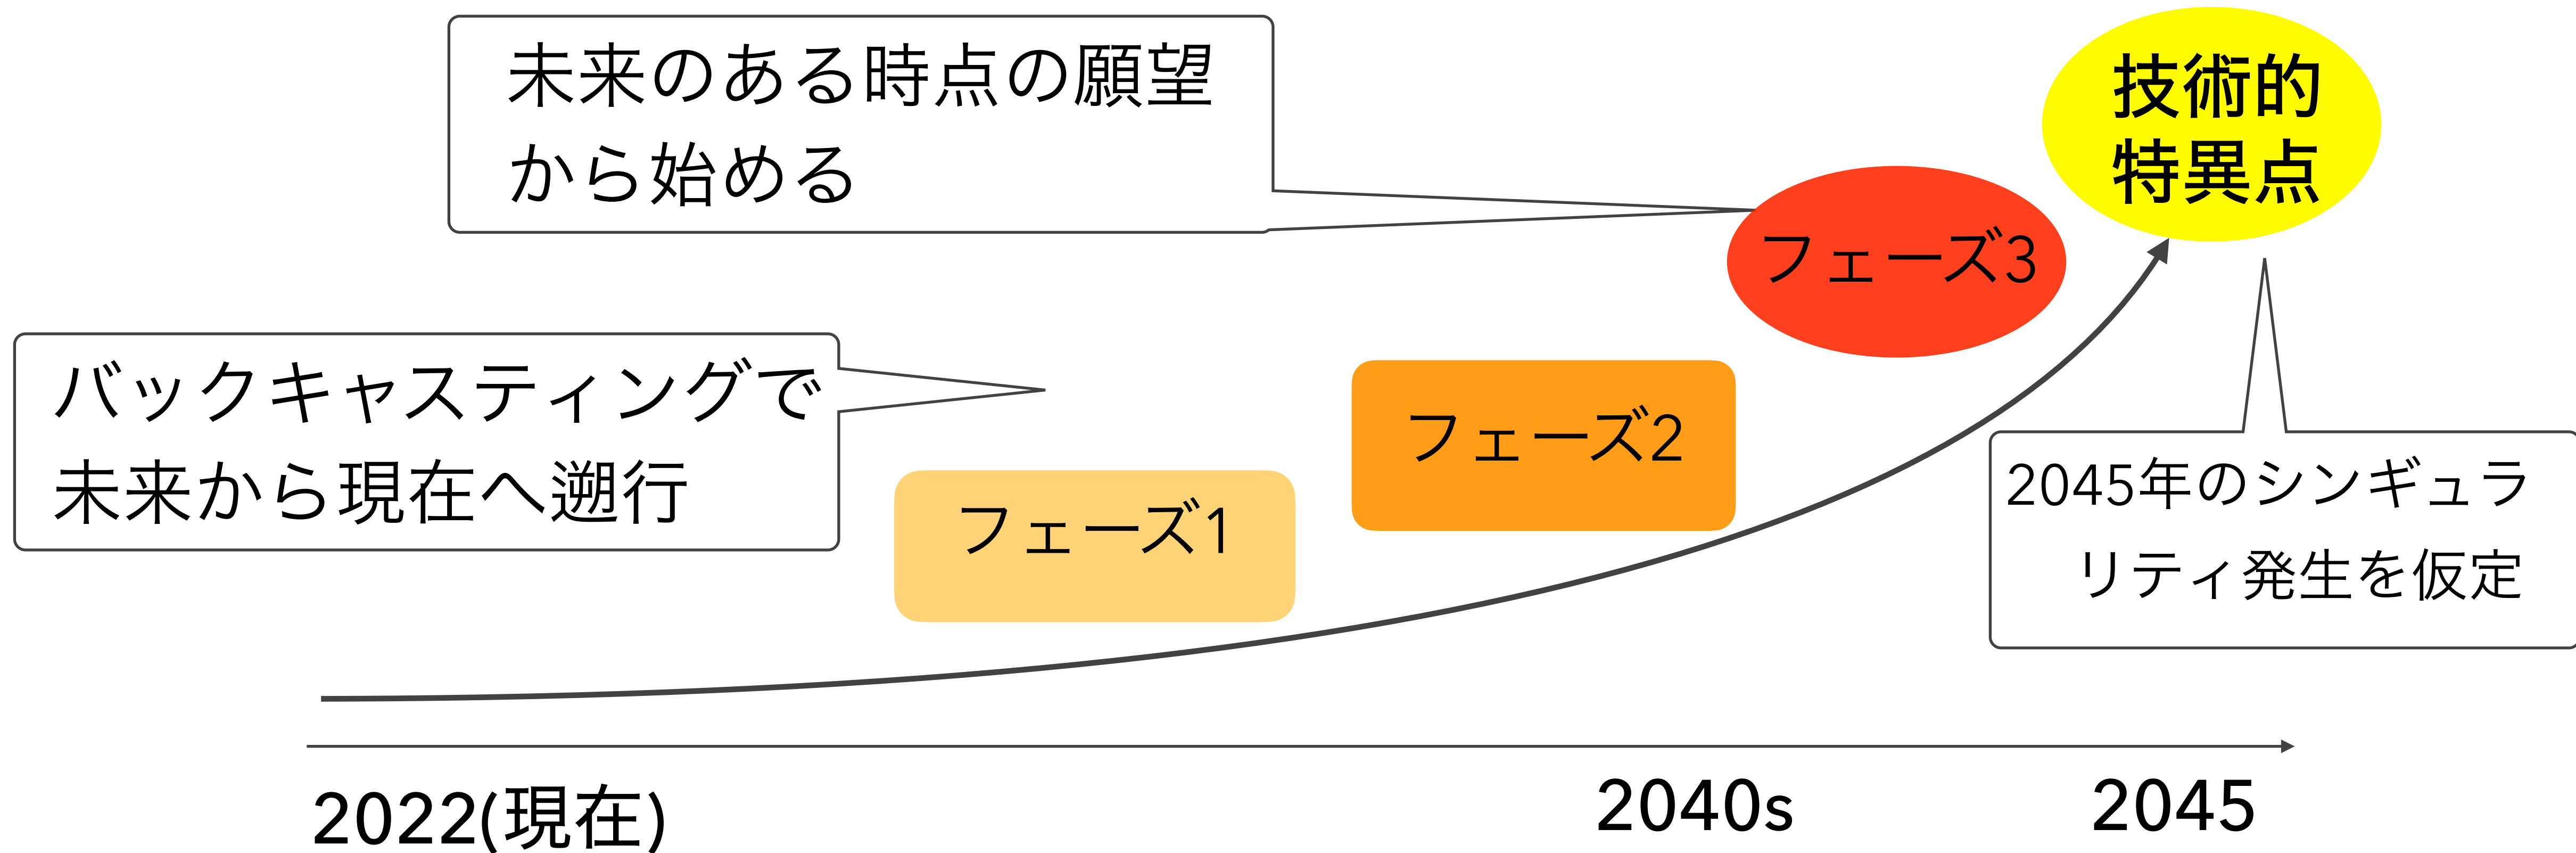 未来のある時点の願望
から始める
技術的
特異点
フェーズ3
バックキャスティングで
未来から現在へ遡行
フェーズ2
フェーズ1
2045年のシンギュラ
リティ発生を仮定
2022(現在)
2040s
2045